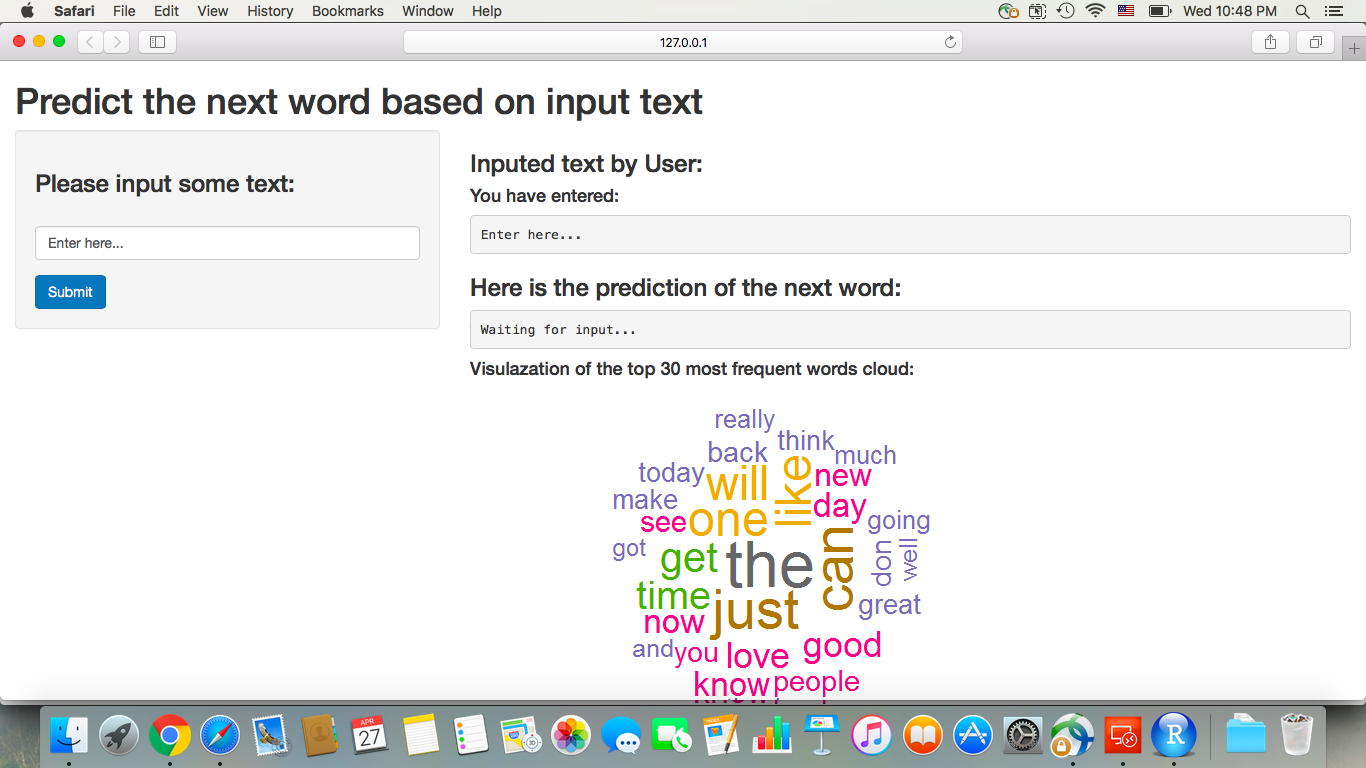 Safari File Edit View History Bookmarks Window Help Wed 10:48 PM
127.0.0.1
Predict the next word based on input text
Please input some text:
Enter here...
Submit
Inputed text by User:
You have entered:
Enter here...
Here is the prediction of the next word:
Waiting for input...
Visulazation of the top 30 most frequent words cloud:
really
think
back
much
today
will
like
new
make
day
see
one
going
got
get
the
can
don
well
time
just
great
now
and
you
love
good
know
people
APR
27
R